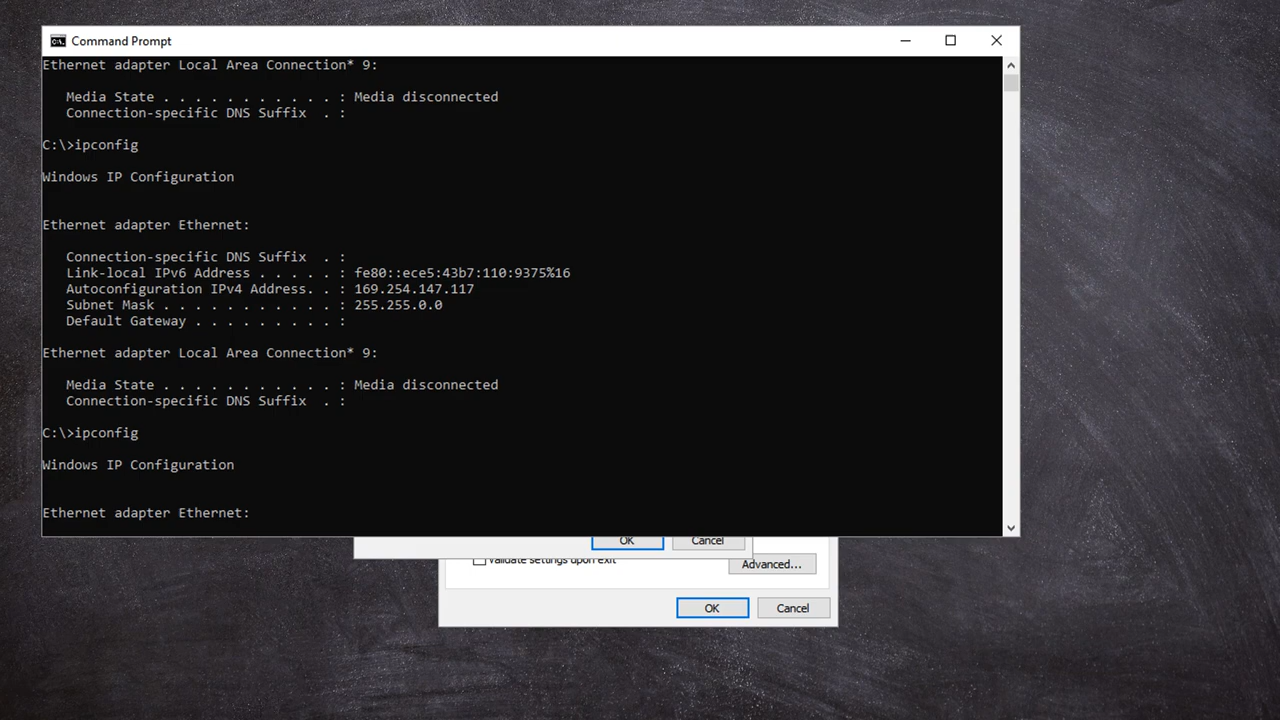 Command Prompt
Ethernet adapter Local Area Connection* 9:
Media State . . . . . . . . . . . : Media disconnected
Connection-specific DNS Suffix  . :
C:\>ipconfig
Windows IP Configuration
Ethernet adapter Ethernet:
Connection-specific DNS Suffix  . :
Link-local IPv6 Address . . . . . : fe80::ece5:43b7:110:9375%16
Autoconfiguration IPv4 Address. . : 169.254.147.117
Subnet Mask . . . . . . . . . . . : 255.255.0.0
Default Gateway . . . . . . . . . :
Ethernet adapter Local Area Connection* 9:
Media State . . . . . . . . . . . : Media disconnected
Connection-specific DNS Suffix  . :
C:\>ipconfig
Windows IP Configuration
Ethernet adapter Ethernet:
OK Cancel
Validate settings upon exit Advanced...
OK Cancel